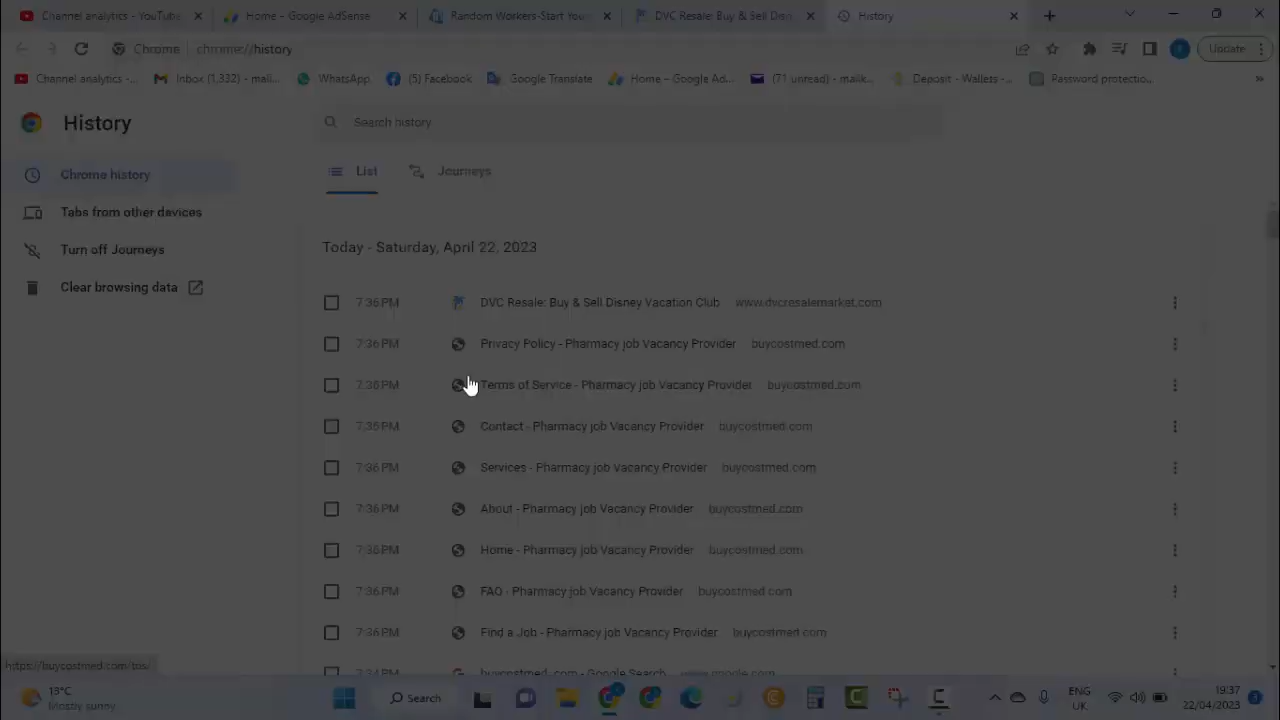 Channel analytics - YouTube
Home – Google AdSense
Random Workers-Start Your
DVC Resale: Buy & Sell Disn
History
Chrome
chrome://history
Update
Channel analytics -...
Inbox (1,332) - mali...
WhatsApp
(5) Facebook
Google Translate
Home – Google Ad...
(71 unread) - malik...
Deposit - Wallets -...
Password protectio...
»
History
Search history
Chrome history
List
Journeys
Tabs from other devices
Turn off Journeys
Today - Saturday, April 22, 2023
Clear browsing data
7:36 PM DVC Resale: Buy & Sell Disney Vacation Club www.dvcresalemarket.com
7:36 PM Privacy Policy - Pharmacy job Vacancy Provider buycostmed.com
7:36 PM Terms of Service - Pharmacy job Vacancy Provider buycostmed.com
7:36 PM Contact - Pharmacy job Vacancy Provider buycostmed.com
7:36 PM Services - Pharmacy job Vacancy Provider buycostmed.com
7:36 PM About - Pharmacy job Vacancy Provider buycostmed.com
7:36 PM Home - Pharmacy job Vacancy Provider buycostmed.com
7:36 PM FAQ - Pharmacy job Vacancy Provider buycostmed.com
7:36 PM Find a Job - Pharmacy job Vacancy Provider buycostmed.com
buycostmed. com - Google Search www.google.com
https://buycostmed.com/tos/
13°C
Mostly sunny
Search
ENG
UK
19:37
22/04/2023